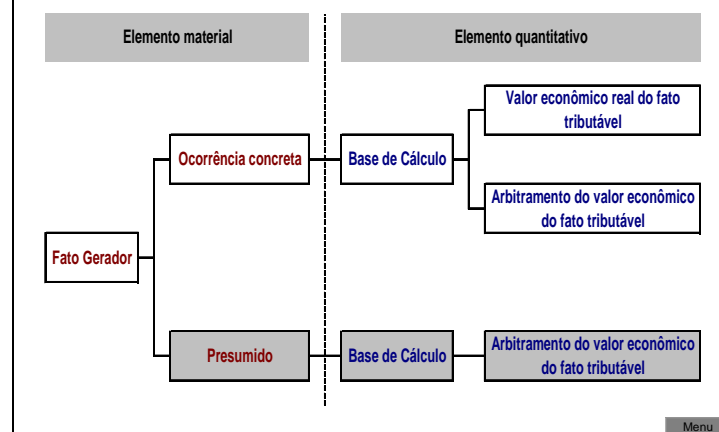 Elemento material
Elemento quantitativo
Valor econômico real do fato
tributável
Ocorrência concreta
Base de Cálculo
Arbitramento do valor econômico
do fato tributável
Fato Gerador
Presumido
Base de Cálculo
Arbitramento do valor econômico
do fato tributável
Menu